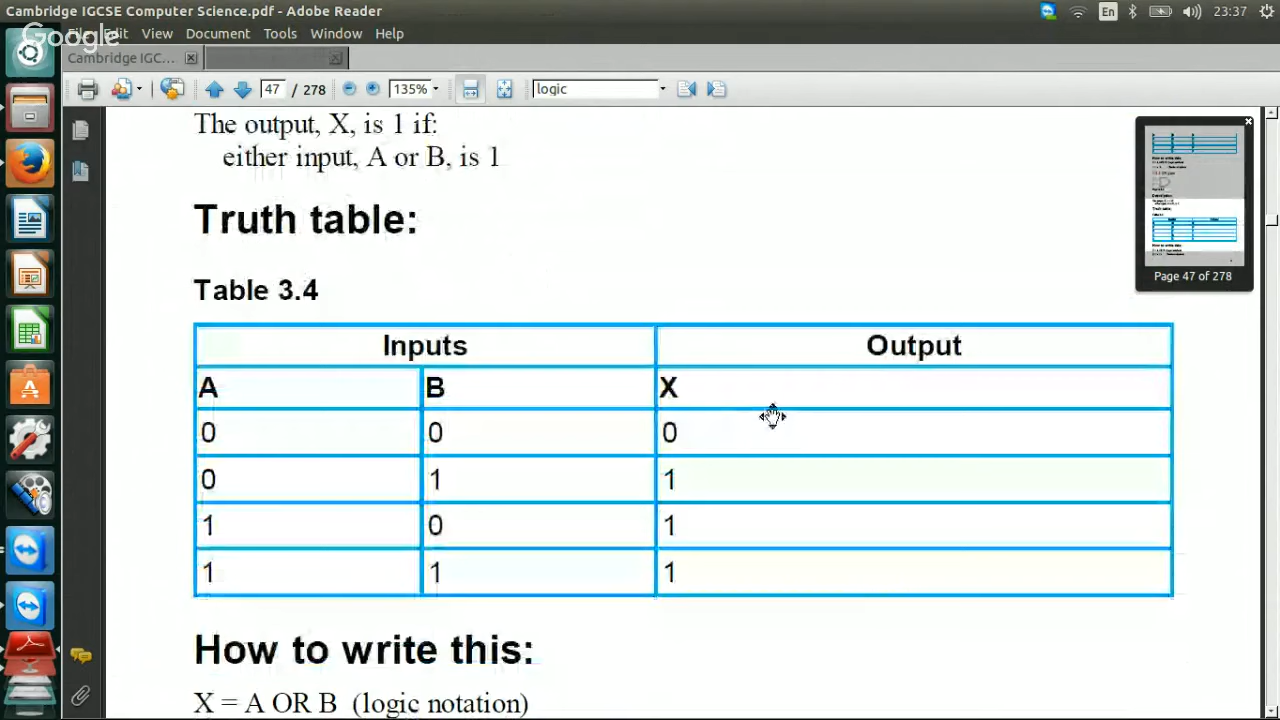 Cambridge IGCSE Computer Science.pdf - Adobe Reader
En
23:37
Google
File Edit View Document Tools Window Help
Cambridge IGC...
47 / 278
135%
logic
The output, X, is 1 if:
either input, A or B, is 1
Truth table:
Table 3.4
Inputs Output
A B X
0 0 0
0 1 1
1 0 1
1 1 1
How to write this:
X = A OR B (logic notation)
Page 47 of 278